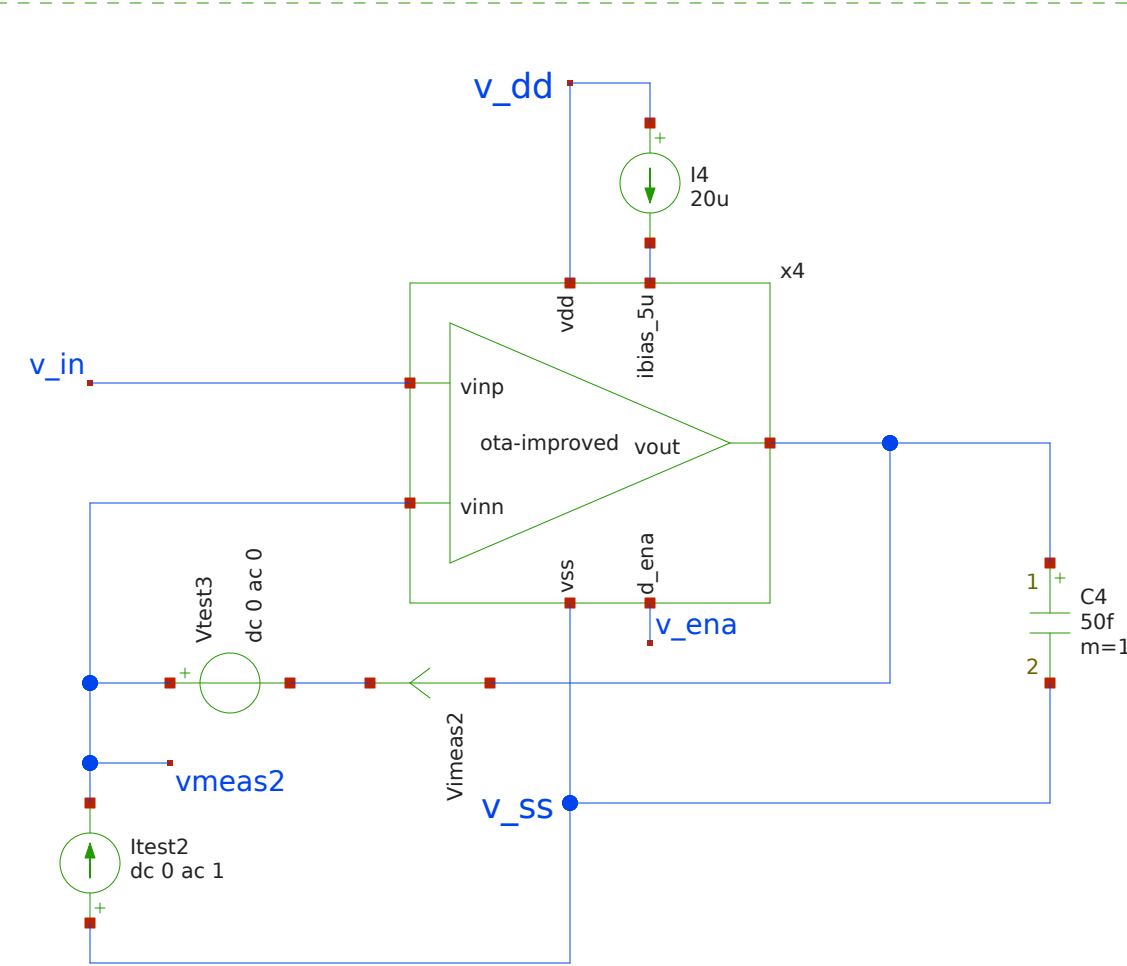 v_dd
+
I4
20u
x4
vdd
ibias_5u
v_in
vinp
ota-improved
vout
vinn
vss
d_ena
v_ena
Vtest3
dc 0 ac 0
+
1
+
C4
50f
m=1
2
Vimeas2
vmeas2
v_ss
Itest2
dc 0 ac 1
+